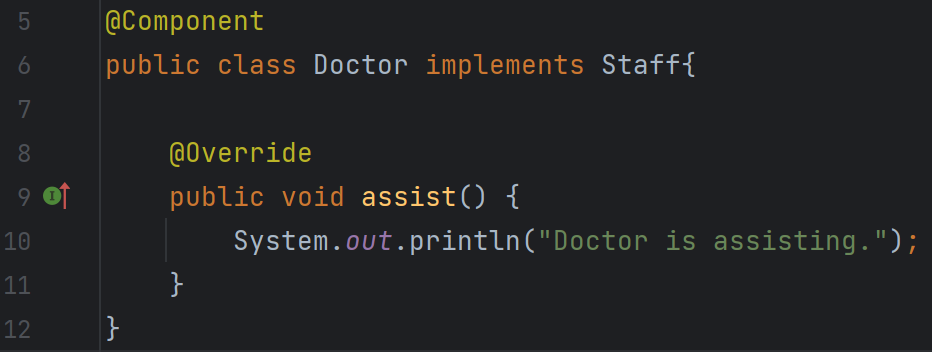 5 @Component
6 public class Doctor implements Staff{
7
8     @Override
9 I   public void assist() {
10         System.out.println("Doctor is assisting.");
11     }
12 }